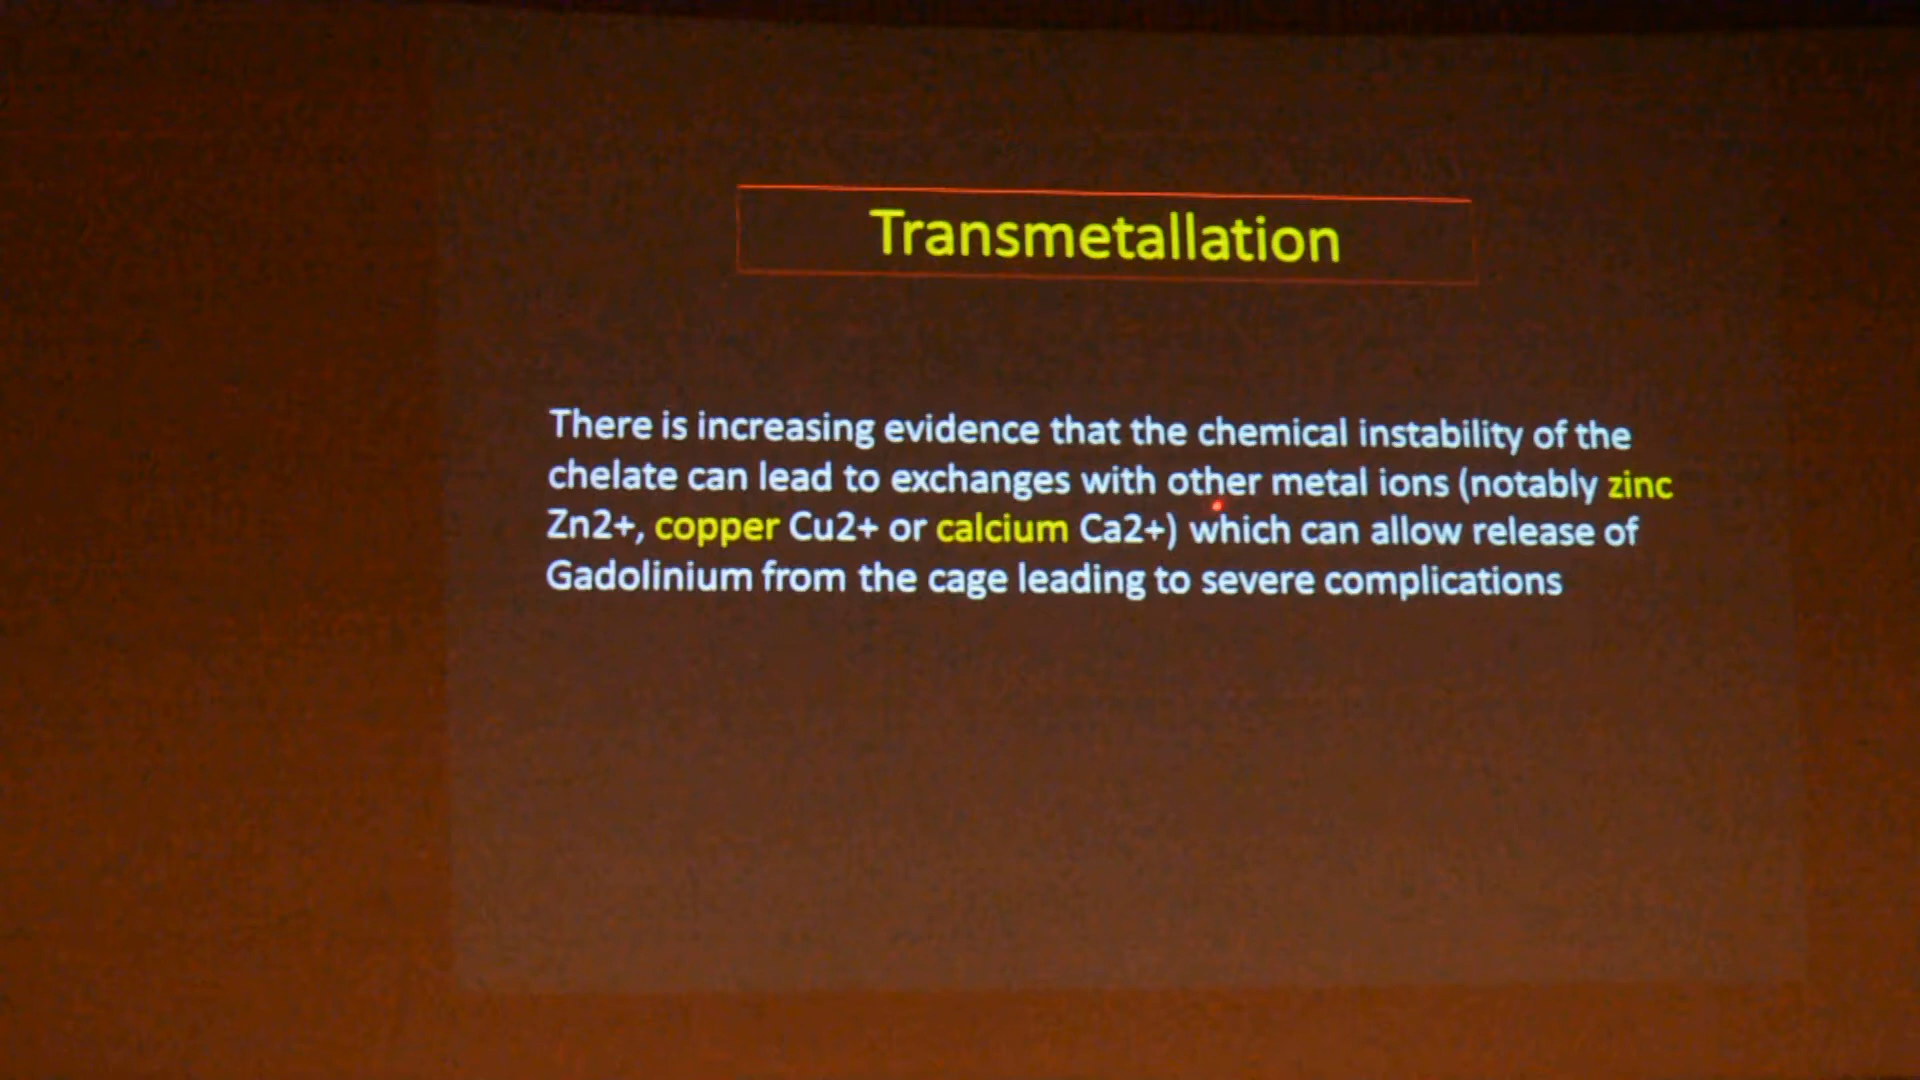 Transmetallation
There is increasing evidence that the chemical instability of the
chelate can lead to exchanges with other metal ions (notably zinc
Zn2+, copper Cu2+ or calcium Ca2+) which can allow release of
Gadolinium from the cage leading to severe complications